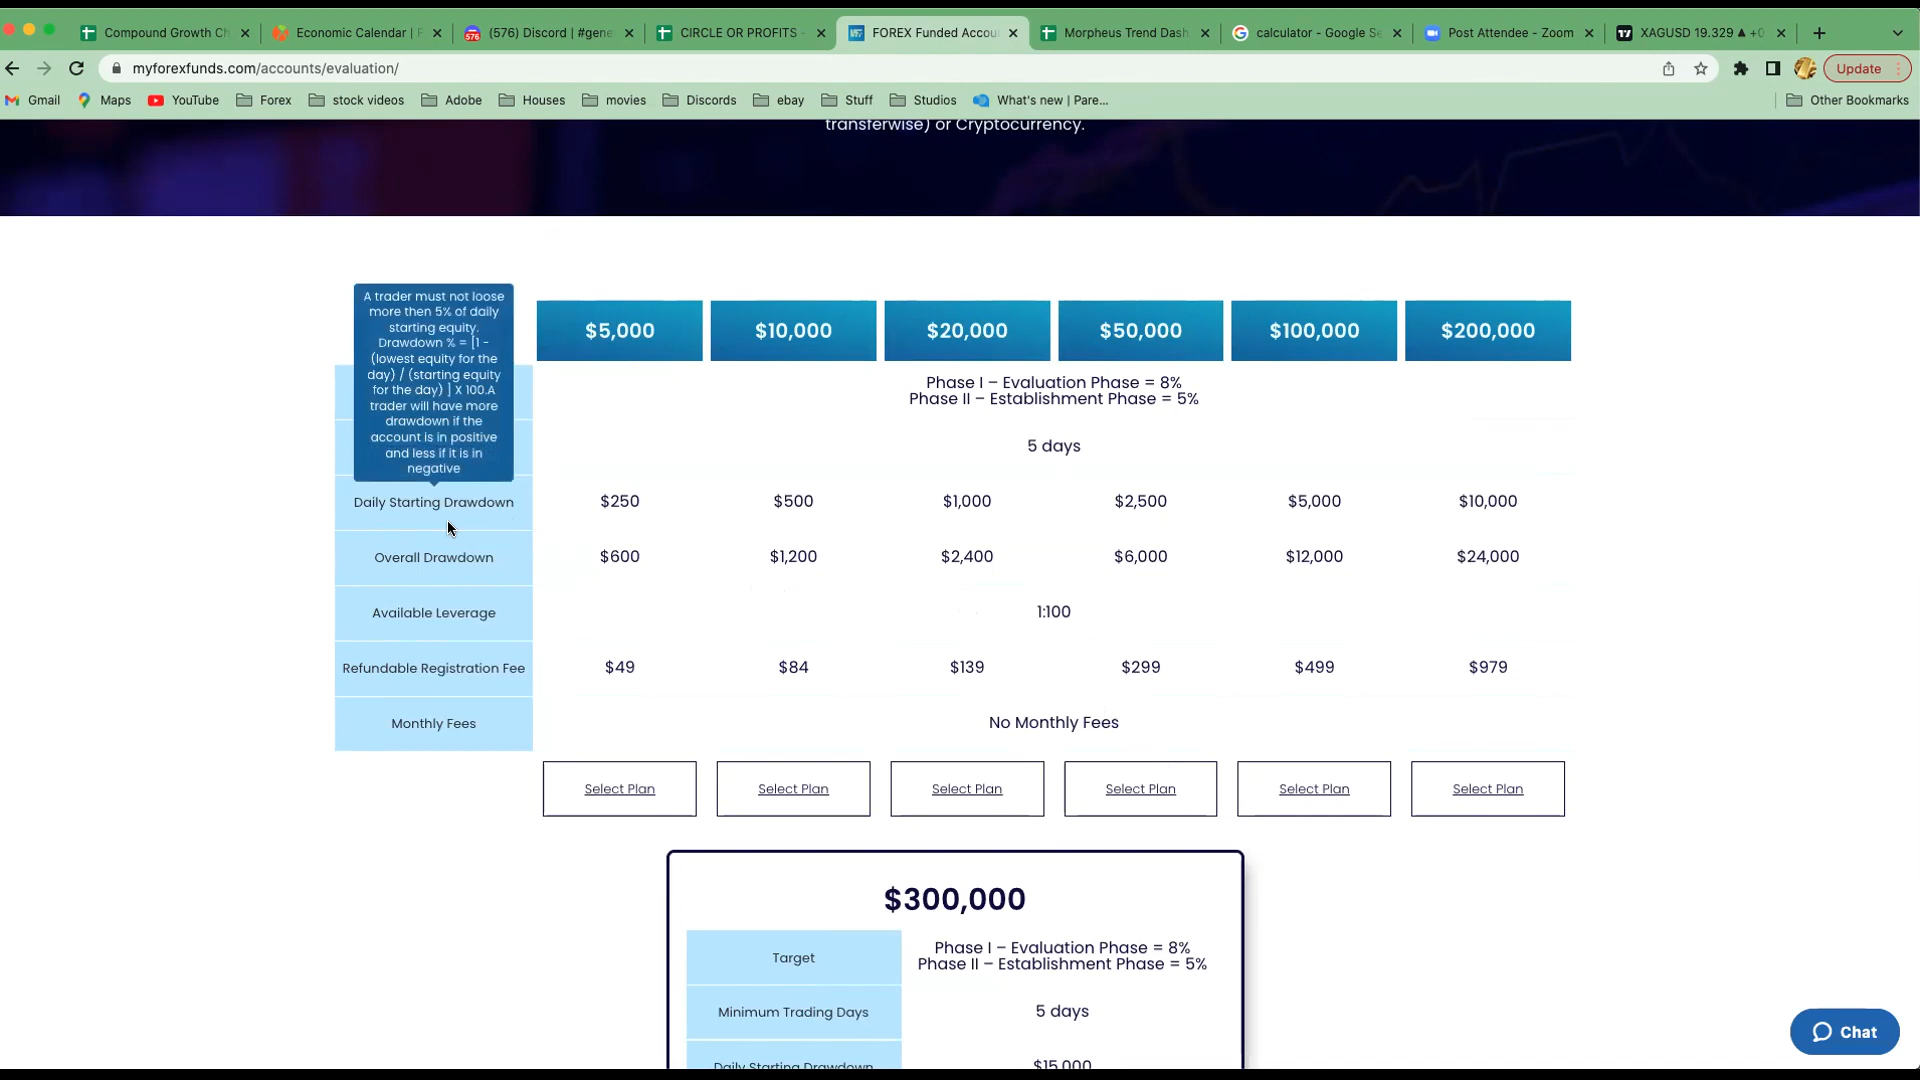 Compound Growth Ch
Economic Calendar | F
(576) Discord | #gene
CIRCLE OR PROFITS -
FOREX Funded Accou
Morpheus Trend Dash
calculator - Google Se
Post Attendee - Zoom
XAGUSD 19.329 ▲ +0
myforexfunds.com/accounts/evaluation/
Update
Gmail
Maps
YouTube
Forex
stock videos
Adobe
Houses
movies
Discords
ebay
Stuff
Studios
What's new | Pare...
Other Bookmarks
transferwise) or Cryptocurrency.
A trader must not loose
more then 5% of daily
starting equity.
Drawdown % = [1 -
(lowest equity for the
day) / (starting equity
for the day) ] X 100.A
trader will have more
drawdown if the
account is in positive
and less if it is in
negative
$5,000 $10,000 $20,000 $50,000 $100,000 $200,000
Phase I – Evaluation Phase = 8%
Phase II – Establishment Phase = 5%
5 days
Daily Starting Drawdown $250 $500 $1,000 $2,500 $5,000 $10,000
Overall Drawdown $600 $1,200 $2,400 $6,000 $12,000 $24,000
Available Leverage 1:100
Refundable Registration Fee $49 $84 $139 $299 $499 $979
Monthly Fees No Monthly Fees
Select Plan Select Plan Select Plan Select Plan Select Plan Select Plan
$300,000
Target
Phase I – Evaluation Phase = 8%
Phase II – Establishment Phase = 5%
Minimum Trading Days 5 days
Daily Starting Drawdown $15,000
Chat